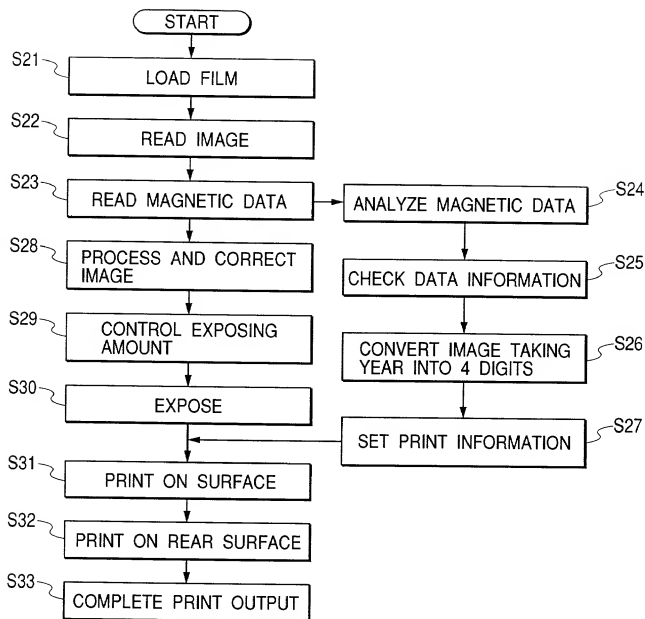 START
S21
LOAD FILM
S22
READ IMAGE
S23
READ MAGNETIC DATA
S24
ANALYZE MAGNETIC DATA
S25
CHECK DATA INFORMATION
S26
CONVERT IMAGE TAKING
YEAR INTO 4 DIGITS
S27
SET PRINT INFORMATION
S28
PROCESS AND CORRECT
IMAGE
S29
CONTROL EXPOSING
AMOUNT
S30
EXPOSE
S31
PRINT ON SURFACE
S32
PRINT ON REAR SURFACE
S33
COMPLETE PRINT OUTPUT